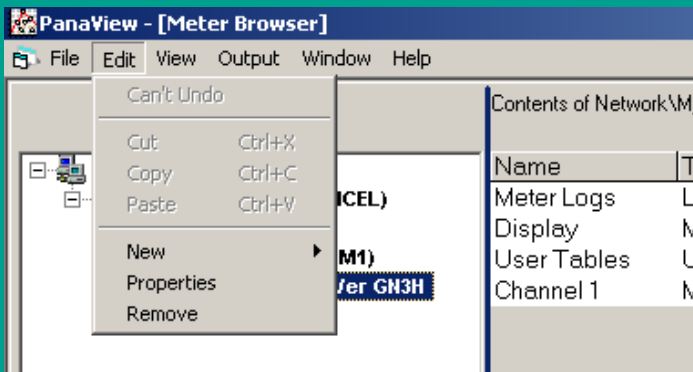 PanaView - [Meter Browser]
File Edit View Output Window Help
Can't Undo
Cut Ctrl+X
Copy Ctrl+C
Paste Ctrl+V
New
Properties
Remove
ICEL)
M1)
Ver GN3H
Contents of Network\M
Name T
Meter Logs L
Display M
User Tables U
Channel 1 M